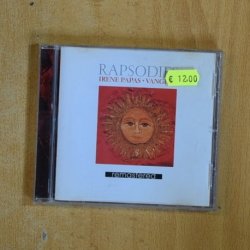 RAPSODIE
€ 12.00
IRENE PAPAS • VANG
remastered